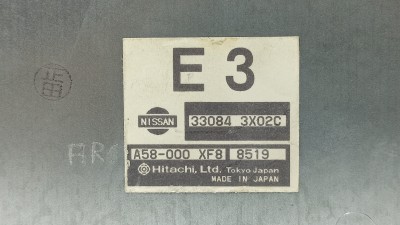 E 3
NISSAN 33084 3X02C
A58-000 XF8 8519
Hitachi, Ltd. Tokyo Japan
MADE IN JAPAN